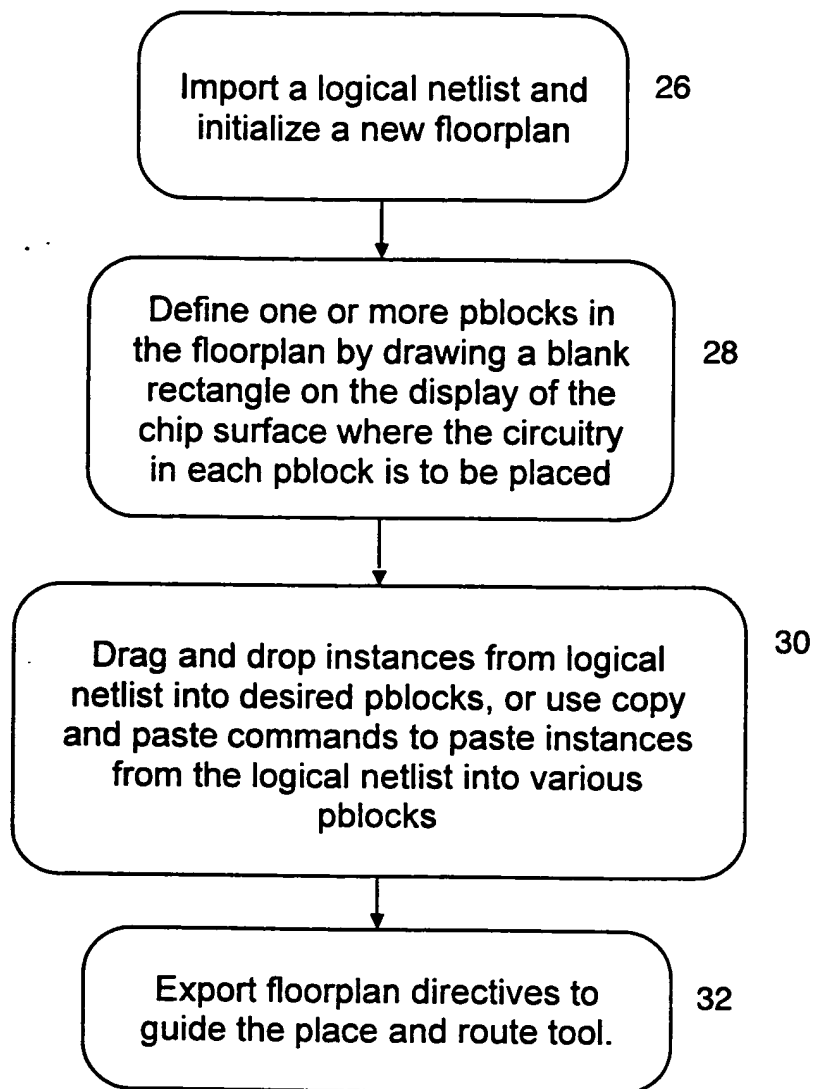 Import a logical netlist and
initialize a new floorplan
26
Define one or more pblocks in
the floorplan by drawing a blank
rectangle on the display of the
chip surface where the circuitry
in each pblock is to be placed
28
Drag and drop instances from logical
netlist into desired pblocks, or use copy
and paste commands to paste instances
from the logical netlist into various
pblocks
30
Export floorplan directives to
guide the place and route tool.
32